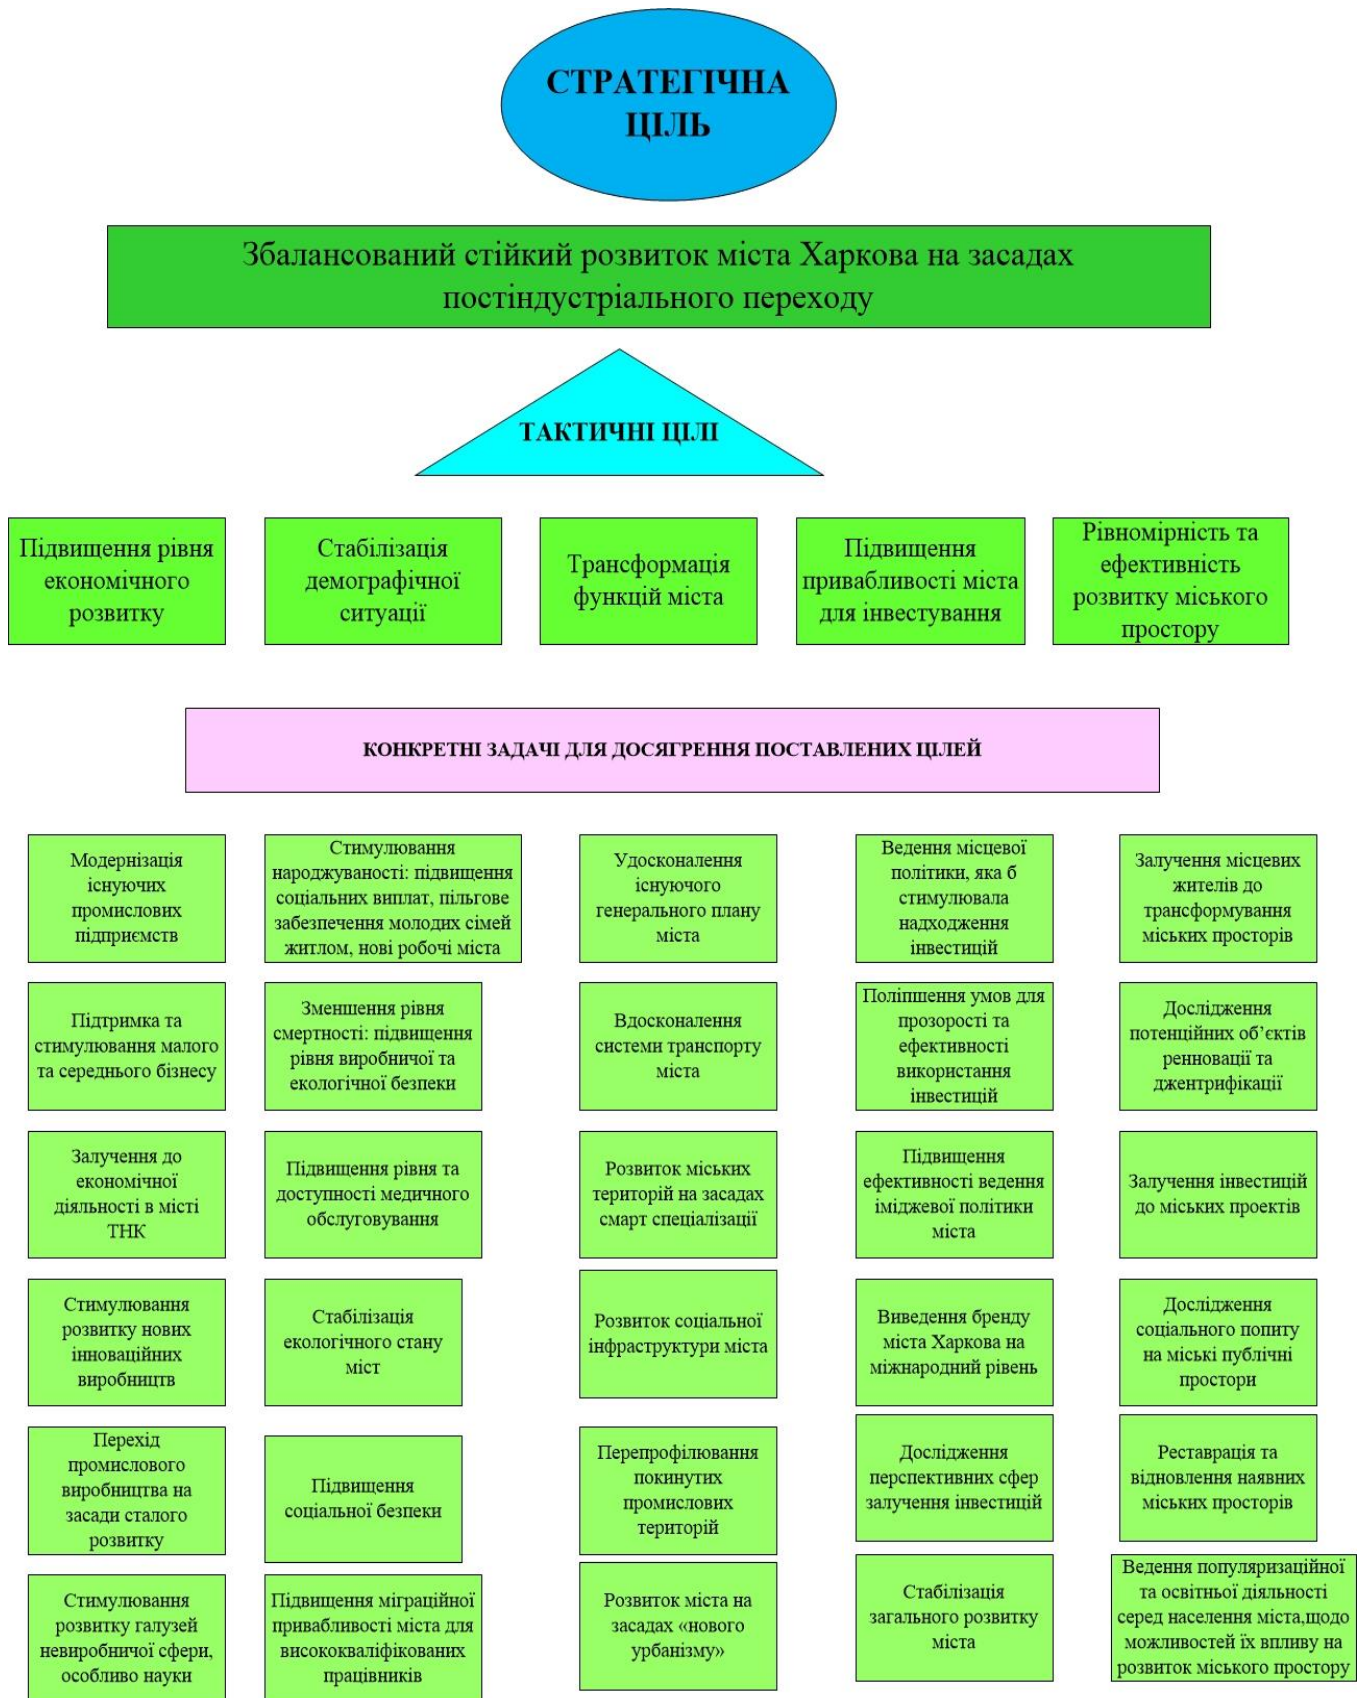 СТРАТЕГІЧНА
ЦІЛЬ
Збалансований стійкий розвиток міста Харкова на засадах
постіндустріального переходу
ТАКТИЧНІ ЦІЛІ
Підвищення рівня
економічного
розвитку
Стабілізація
демографічної
ситуації
Трансформація
функцій міста
Підвищення
привабливості міста
для інвестування
Рівномірність та
ефективність
розвитку міського
простору
КОНКРЕТНІ ЗАДАЧІ ДЛЯ ДОСЯГРЕННЯ ПОСТАВЛЕНИХ ЦІЛЕЙ
Модернізація
існуючих
промислових
підприємств
Стимулювання
народжуваності: підвищення
соціальних виплат, пільгове
забезпечення молодих сімей
житлом, нові робочі міста
Удосконалення
існуючого
генерального плану
міста
Ведення місцевої
політики, яка б
стимулювала
надходження
інвестицій
Залучення місцевих
жителів до
трансформування
міських просторів
Підтримка та
стимулювання малого
та середнього бізнесу
Зменшення рівня
смертності: підвищення
рівня виробничої та
екологічної безпеки
Вдосконалення
системи транспорту
міста
Поліпшення умов для
прозорості та
ефективності
використання
інвестицій
Дослідження
потенційних об’єктів
ренновації та
джентрифікації
Залучення до
економічної
діяльності в місті
ТНК
Підвищення рівня та
доступності медичного
обслуговування
Розвиток міських
територій на засадах
смарт спеціалізації
Підвищення
ефективності ведення
іміджевої політики
міста
Залучення інвестицій
до міських проектів
Стимулювання
розвитку нових
інноваційних
виробництв
Стабілізація
екологічного стану
міст
Розвиток соціальної
інфраструктури міста
Виведення бренду
міста Харкова на
міжнародний рівень
Дослідження
соціального попиту
на міські публічні
простори
Перехід
промислового
виробництва на
засади сталого
розвитку
Підвищення
соціальної безпеки
Перепрофілювання
покинутих
промислових
територій
Дослідження
перспективних сфер
залучення інвестицій
Реставрація та
відновлення наявних
міських просторів
Стимулювання
розвитку галузей
невиробничої сфери,
особливо науки
Підвищення міграційної
привабливості міста для
висококваліфікованих
працівників
Розвиток міста на
засадах «нового
урбанізму»
Стабілізація
загального розвитку
міста
Ведення популяризаційної
та освітньої діяльності
серед населення міста,щодо
можливостей їх впливу на
розвиток міського простору